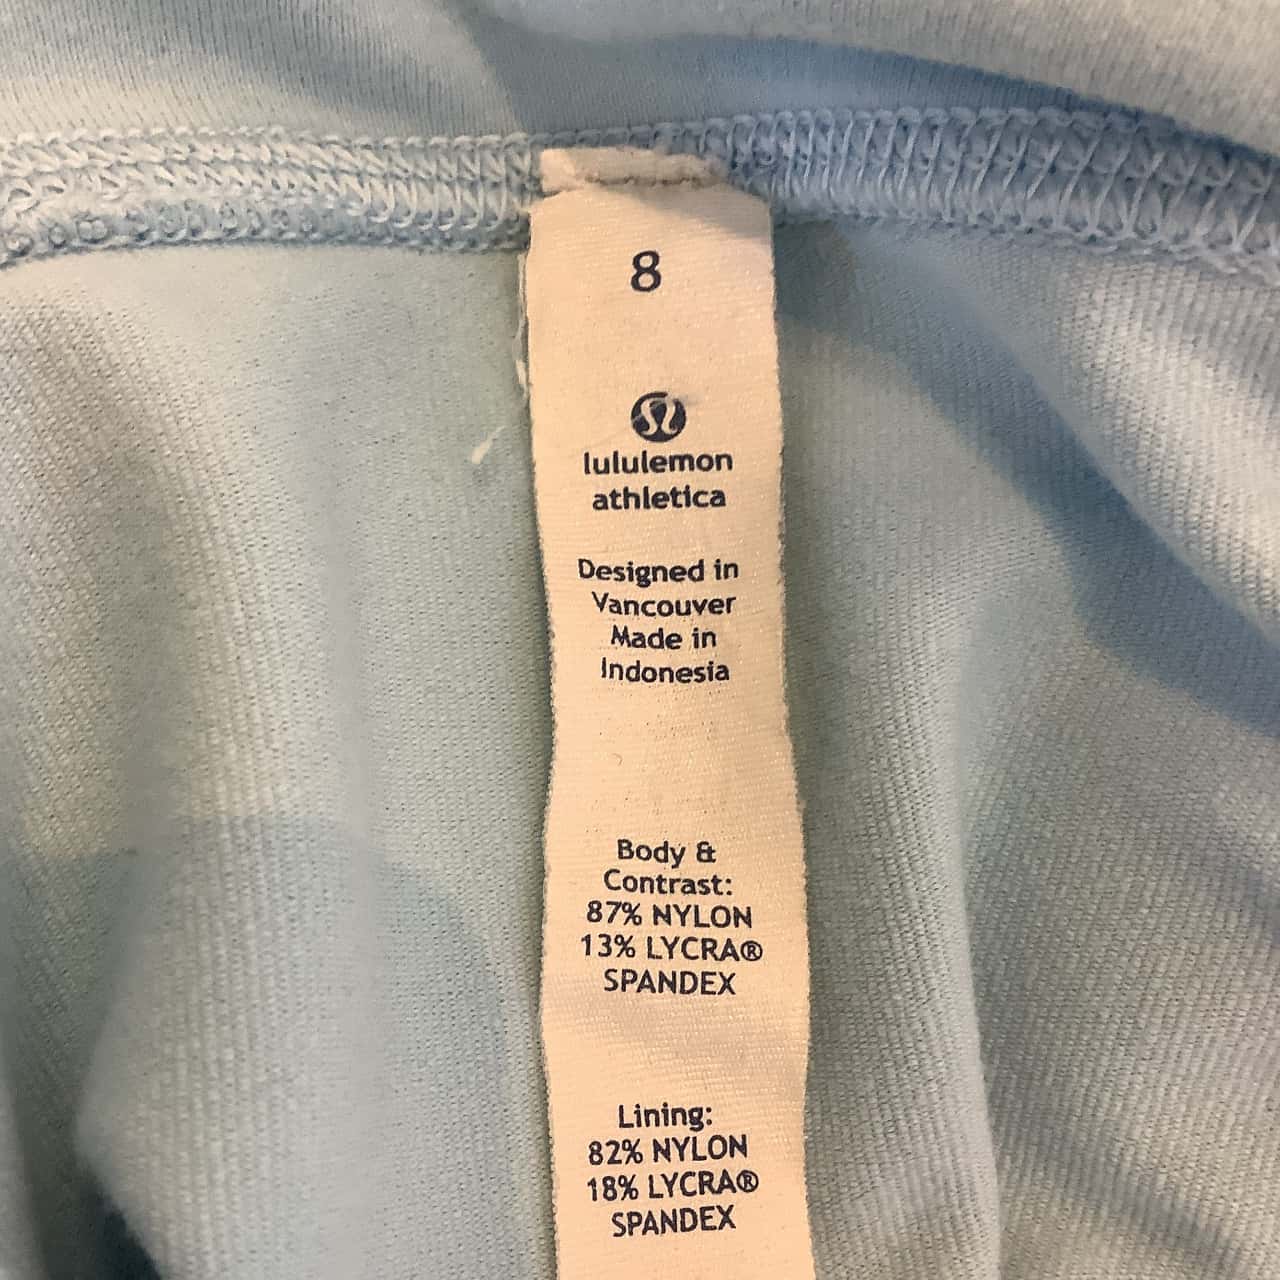 8
lululemon
athletica
Designed in
Vancouver
Made in
Indonesia
Body &
Contrast:
87% NYLON
13% LYCRA®
SPANDEX
Lining:
82% NYLON
18% LYCRA®
SPANDEX